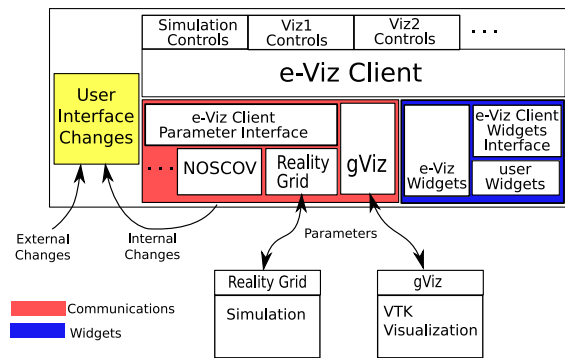 Simulation
Controls
Viz1
Controls
Viz2
Controls
...
e-Viz Client
User
Interface
Changes
e-Viz Client
Parameter Interface
...
NOSCOV
Reality
Grid
gViz
e-Viz
Widgets
e-Viz Client
Widgets
Interface
user
Widgets
External
Changes
Internal
Changes
Parameters
Reality Grid
Simulation
gViz
VTK
Visualization
Communications
Widgets